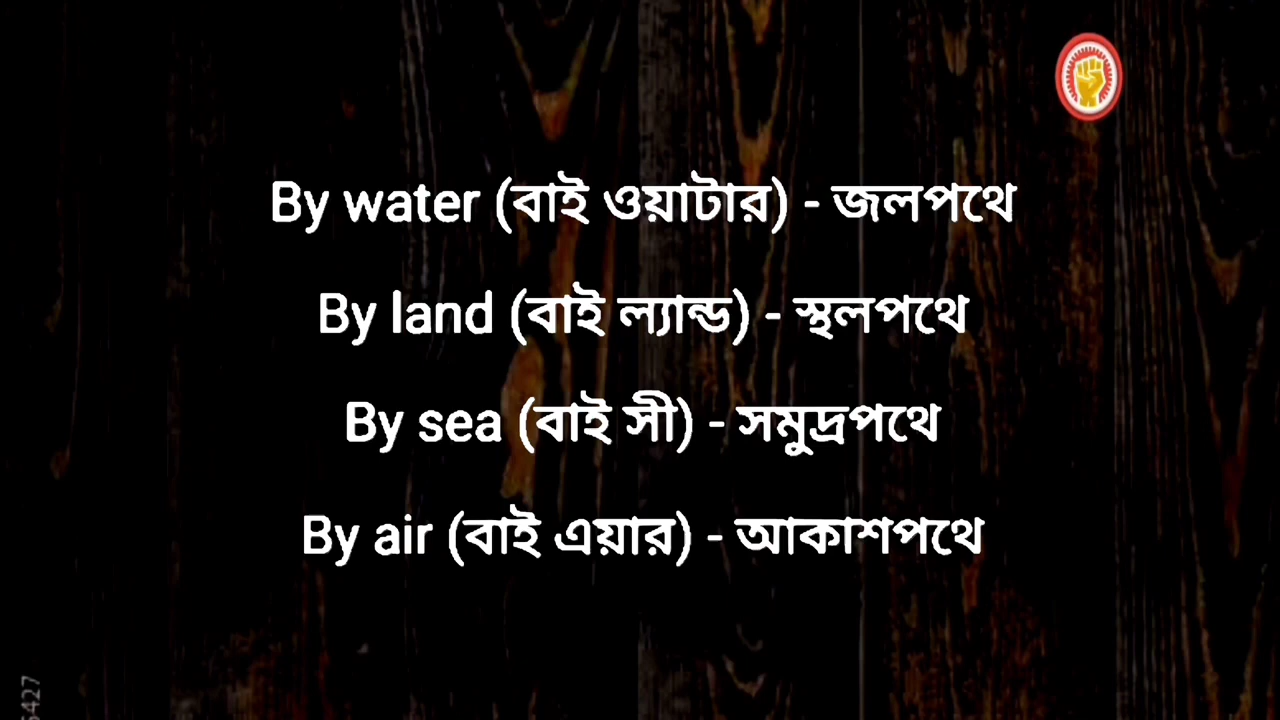 By water (বাই ওয়াটার) - জলপথে
By land (বাই ল্যান্ড) - স্থলপথে
By sea (বাই সী) - সমুদ্রপথে
By air (বাই এয়ার) - আকাশপথে